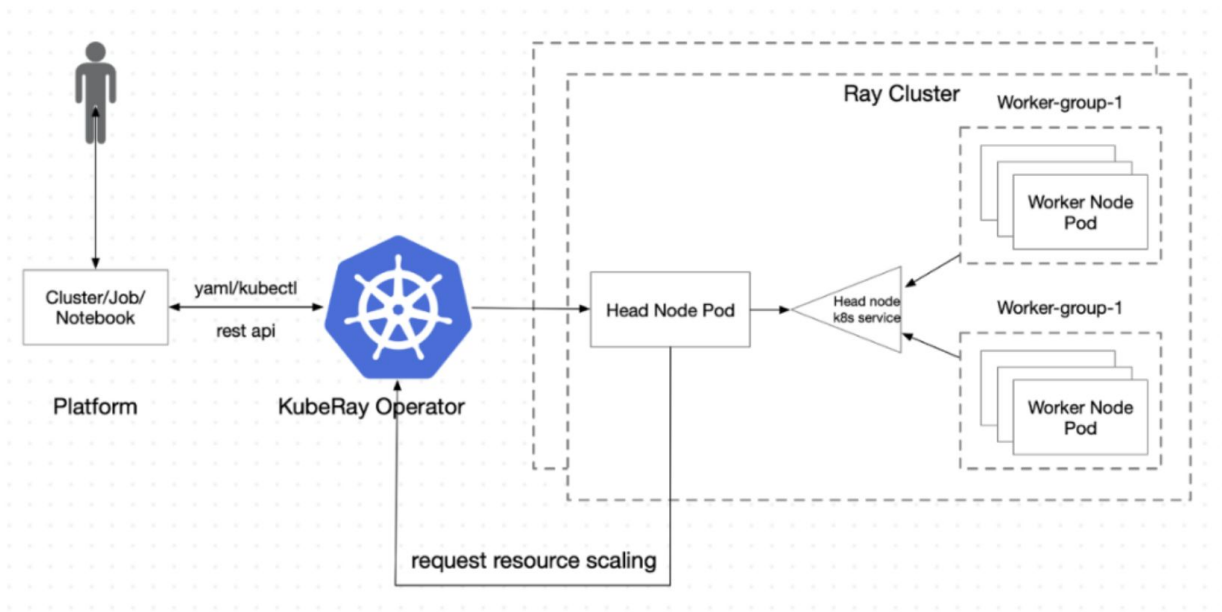 Ray Cluster
Worker-group-1
Worker Node
Pod
Cluster/Job/
Notebook
yaml/kubectl
rest api
Head Node Pod
Head node
k8s service
Worker-group-1
Worker Node
Pod
Platform
KubeRay Operator
request resource scaling